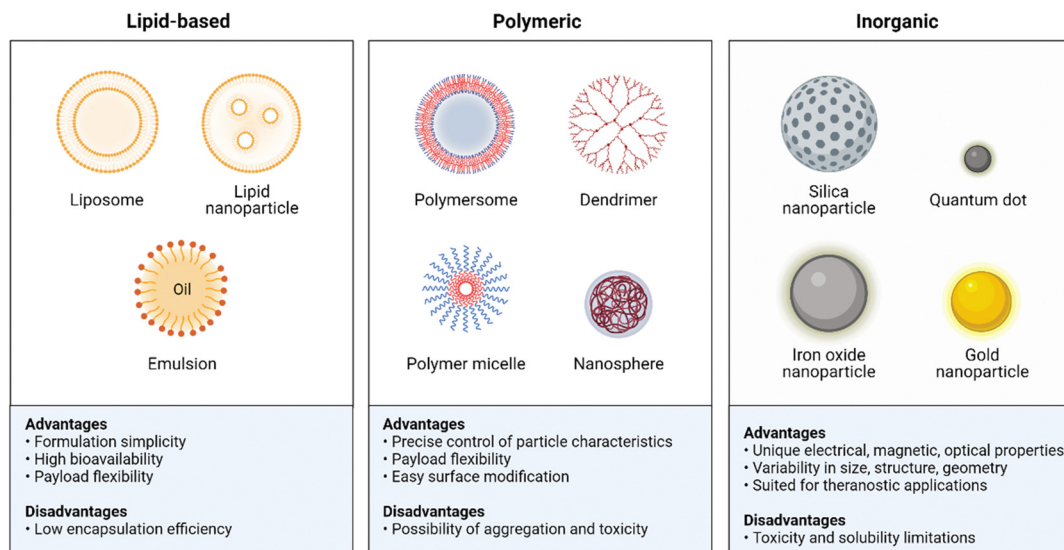 Lipid-based
Liposome
Lipid
nanoparticle
Oil
Emulsion
Advantages
• Formulation simplicity
• High bioavailability
• Payload flexibility
Disadvantages
• Low encapsulation efficiency
Polymeric
Polymersome
Dendrimer
Polymer micelle
Nanosphere
Advantages
• Precise control of particle characteristics
• Payload flexibility
• Easy surface modification
Disadvantages
• Possibility of aggregation and toxicity
Inorganic
Silica
nanoparticle
Quantum dot
Iron oxide
nanoparticle
Gold
nanoparticle
Advantages
• Unique electrical, magnetic, optical properties
• Variability in size, structure, geometry
• Suited for theranostic applications
Disadvantages
• Toxicity and solubility limitations